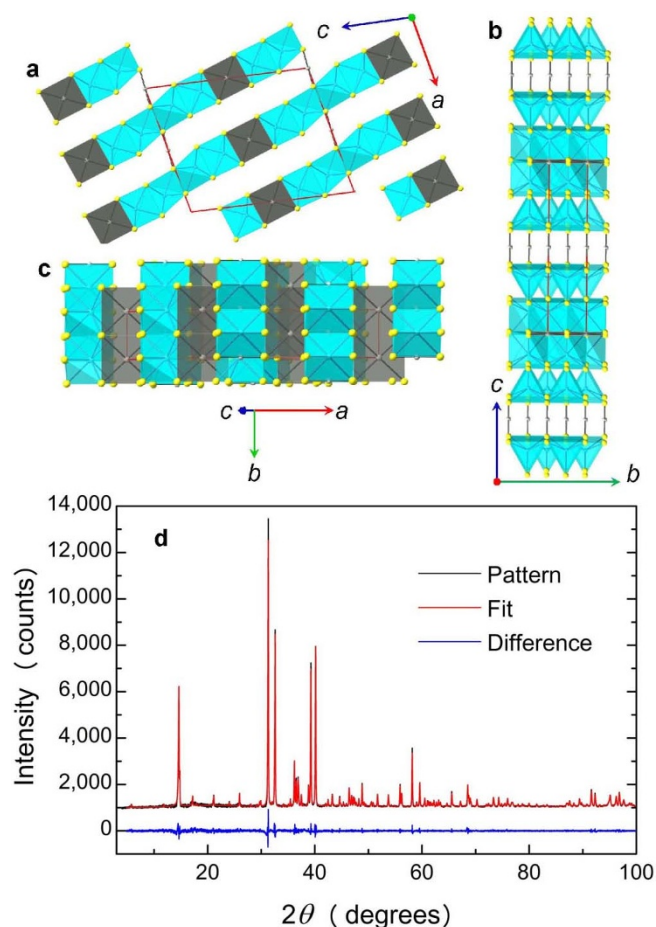 a
c
a
b
c
c
a
b
c
b
d
Intensity ( counts)
14,000
12,000
10,000
8,000
6,000
4,000
2,000
0
Pattern
Fit
Difference
20
40
60
80
100
2θ ( degrees)